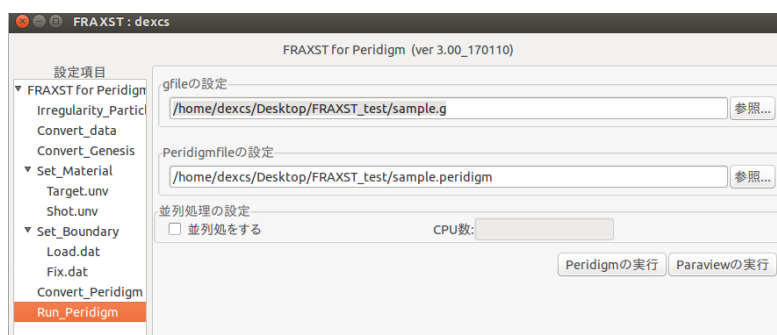 FRAXST : dexcs
FRAXST for Peridigm (ver 3.00_170110)
設定項目
FRAXST for Peridigm
Irregularity_Particl
Convert_data
Convert_Genesis
Set_Material
Target.unv
Shot.unv
Set_Boundary
Load.dat
Fix.dat
Convert_Peridigm
Run_Peridigm
gfileの設定
/home/dexcs/Desktop/FRAXST_test/sample.g
参照...
Peridigmfileの設定
/home/dexcs/Desktop/FRAXST_test/sample.peridigm
参照...
並列処理の設定
並列処をする
CPU数:
Peridigmの実行
Paraviewの実行